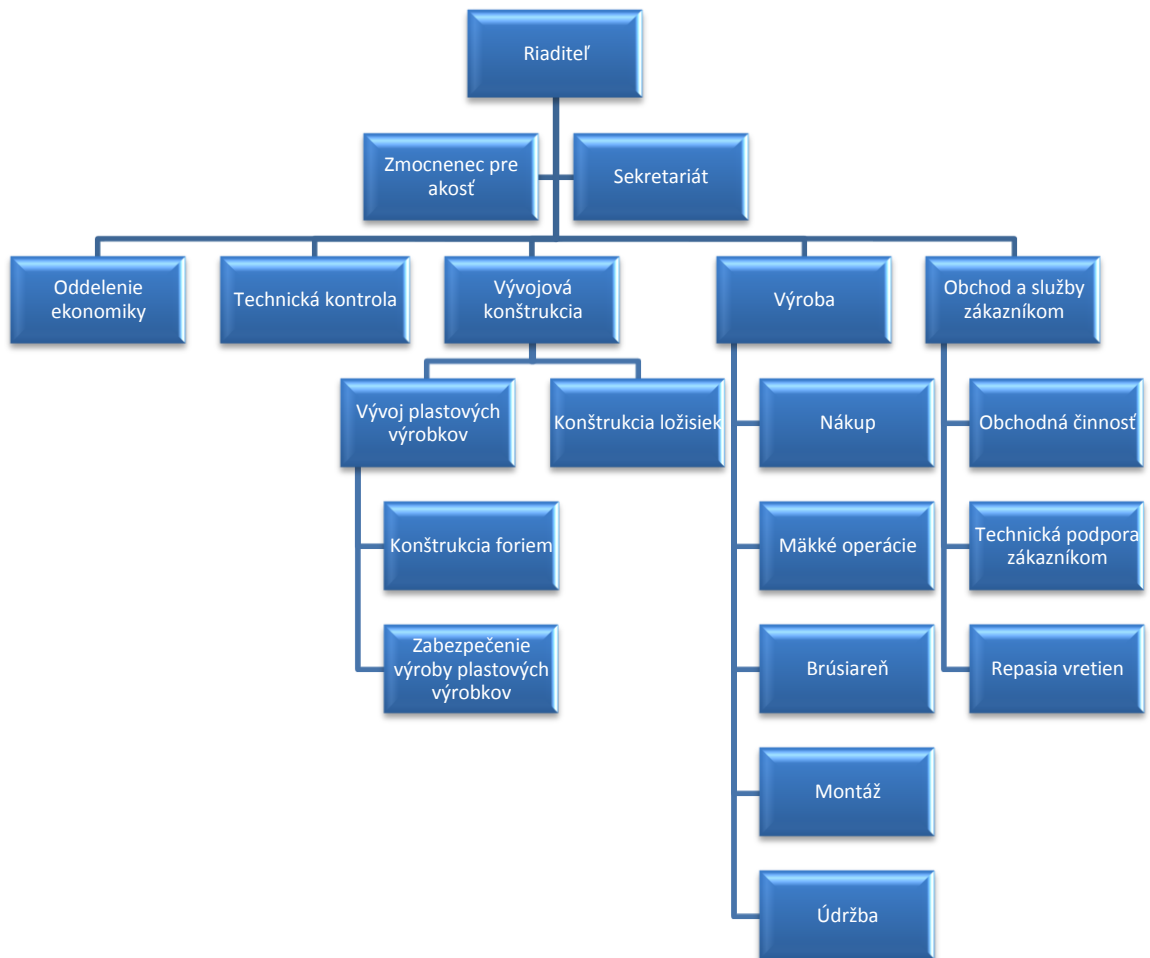 Riaditeľ
Zmocnenec pre
akosť
Sekretariát
Oddelenie
ekonomiky
Technická kontrola
Vývojová
konštrukcia
Výroba
Obchod a služby
zákazníkom
Vývoj plastových
výrobkov
Konštrukcia ložisiek
Nákup
Obchodná činnosť
Konštrukcia foriem
Mäkké operácie
Technická podpora
zákazníkom
Zabezpečenie
výroby plastových
výrobkov
Brúsiareň
Repasia vretien
Montáž
Údržba